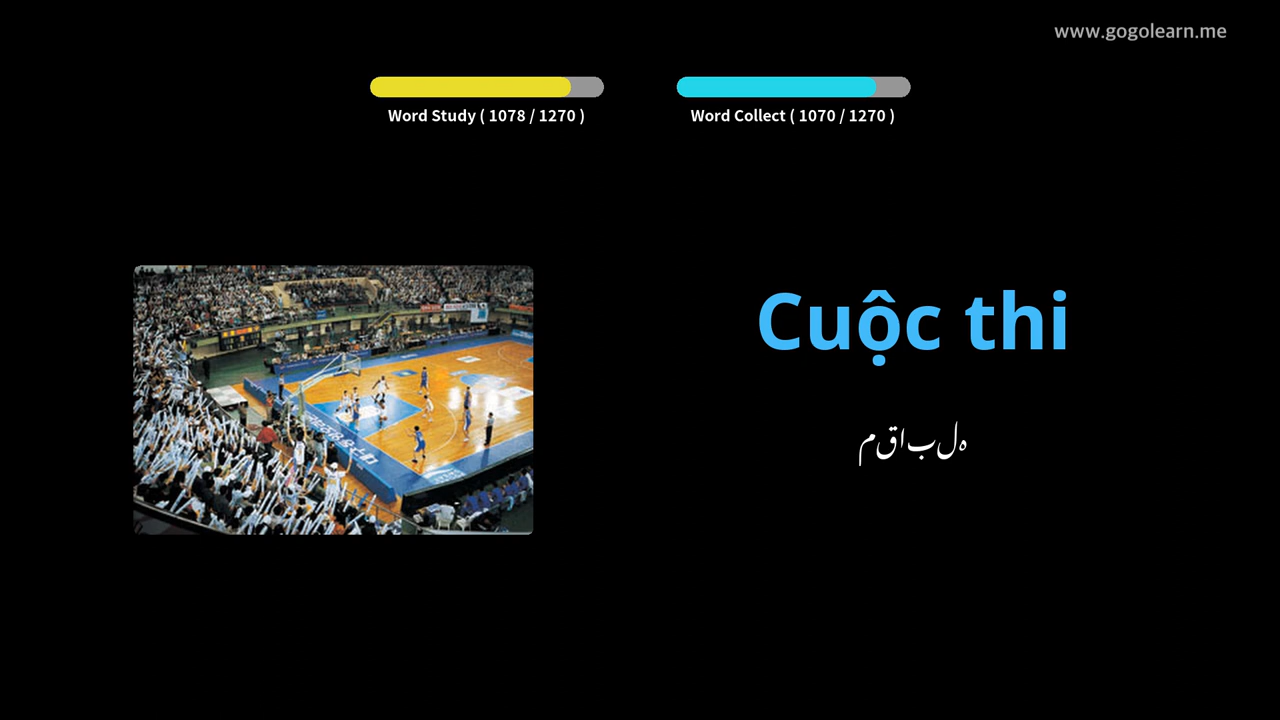 www.gogolearn.me
Word Study ( 1078 / 1270 )
Word Collect ( 1070 / 1270 )
Cuộc thi
مقابلہ